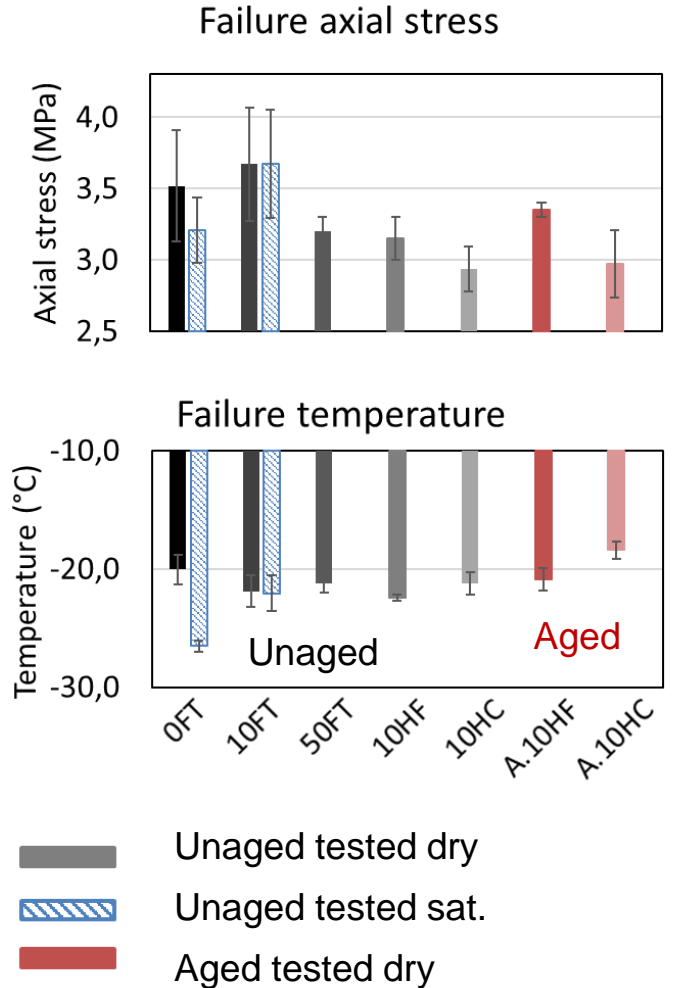 Failure axial stress
Axial stress (MPa)
4,0
3,5
3,0
2,5
Failure temperature
Temperature (°C)
-10,0
-20,0
-30,0
Unaged
Aged
0FT
10FT
50FT
10HF
10HC
A.10HF
A.10HC
Unaged tested dry
Unaged tested sat.
Aged tested dry